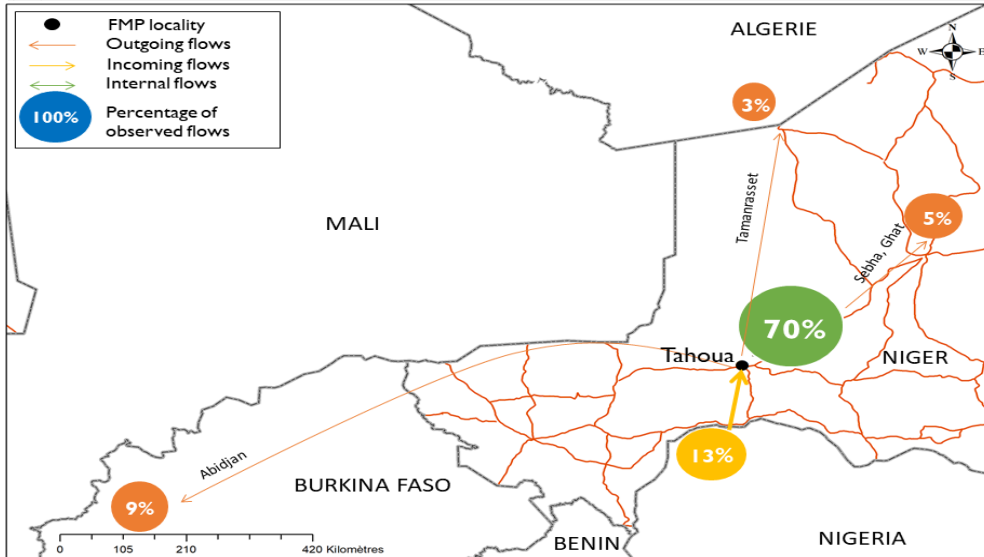 FMP locality
Outgoing flows
Incoming flows
Internal flows
100%
Percentage of
observed flows
ALGERIE
N
W E
S
3%
Tamanrasset
MALI
5%
Sebha, Ghat
70%
Tahoua
NIGER
13%
Abidjan
BURKINA FASO
9%
0 105 210 420 Kilomètres
BENIN
NIGERIA